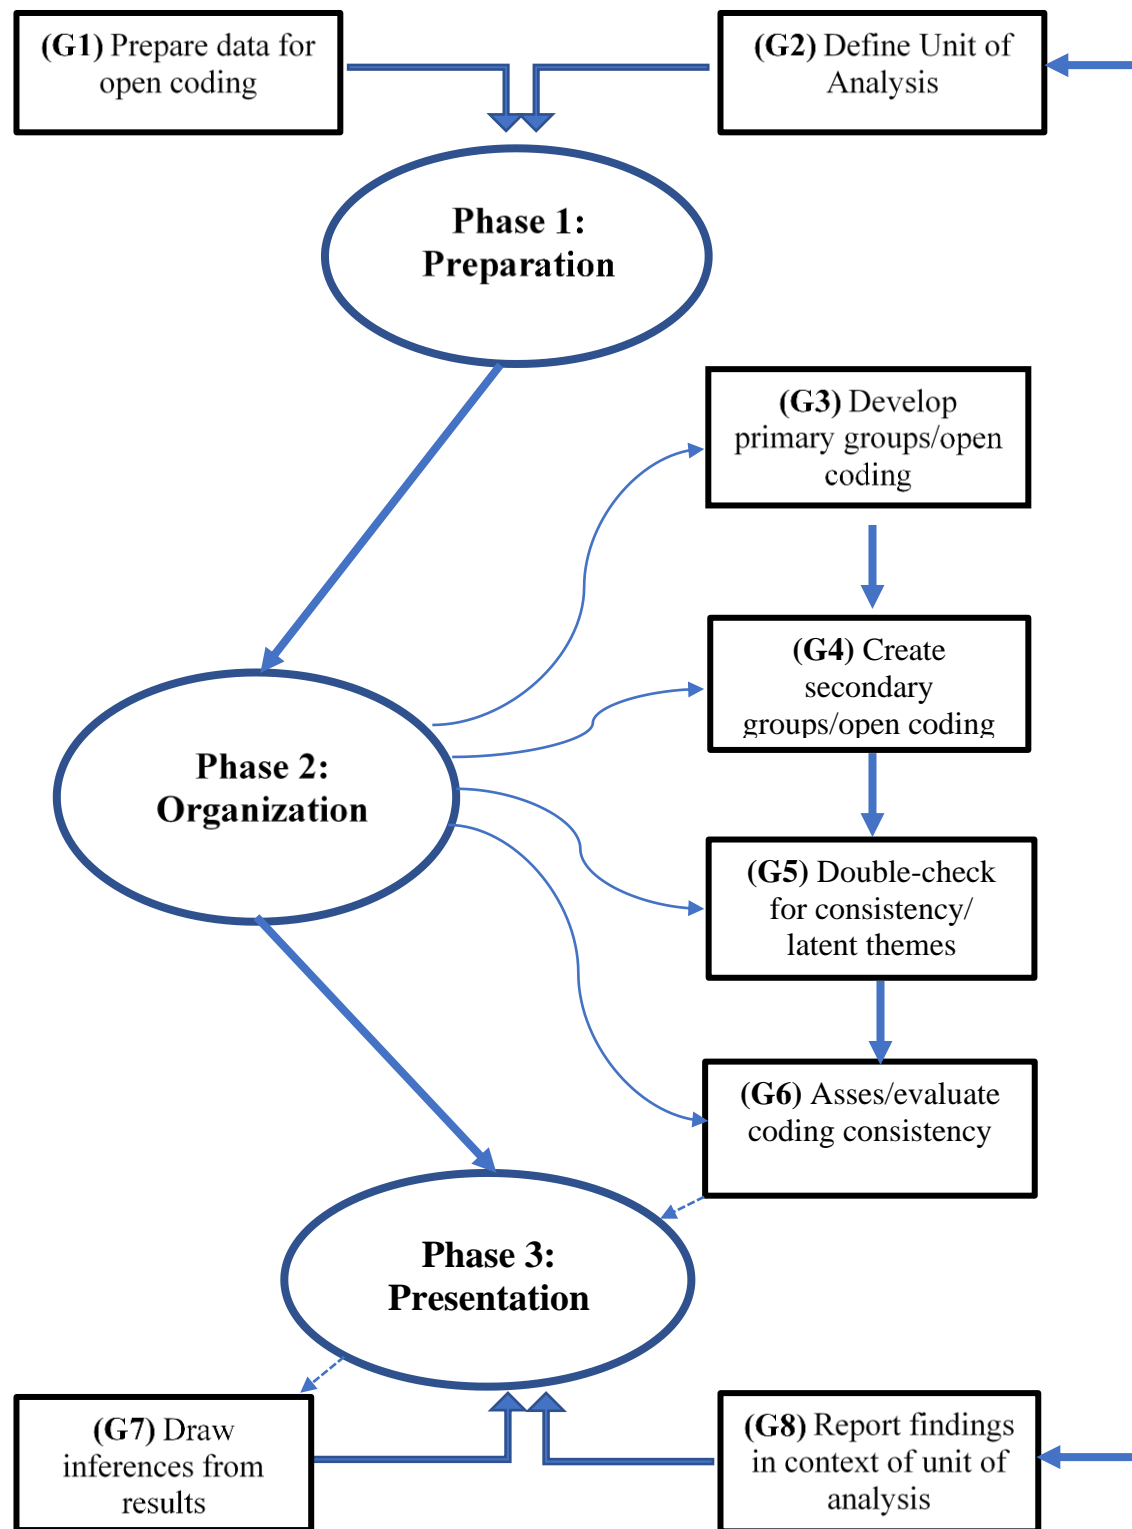 (G1) Prepare data for
open coding
(G2) Define Unit of
Analysis
Phase 1:
Preparation
(G3) Develop
primary groups/open
coding
(G4) Create
secondary
groups/open coding
Phase 2:
Organization
(G5) Double-check
for consistency/
latent themes
(G6) Asses/evaluate
coding consistency
Phase 3:
Presentation
(G7) Draw
inferences from
results
(G8) Report findings
in context of unit of
analysis